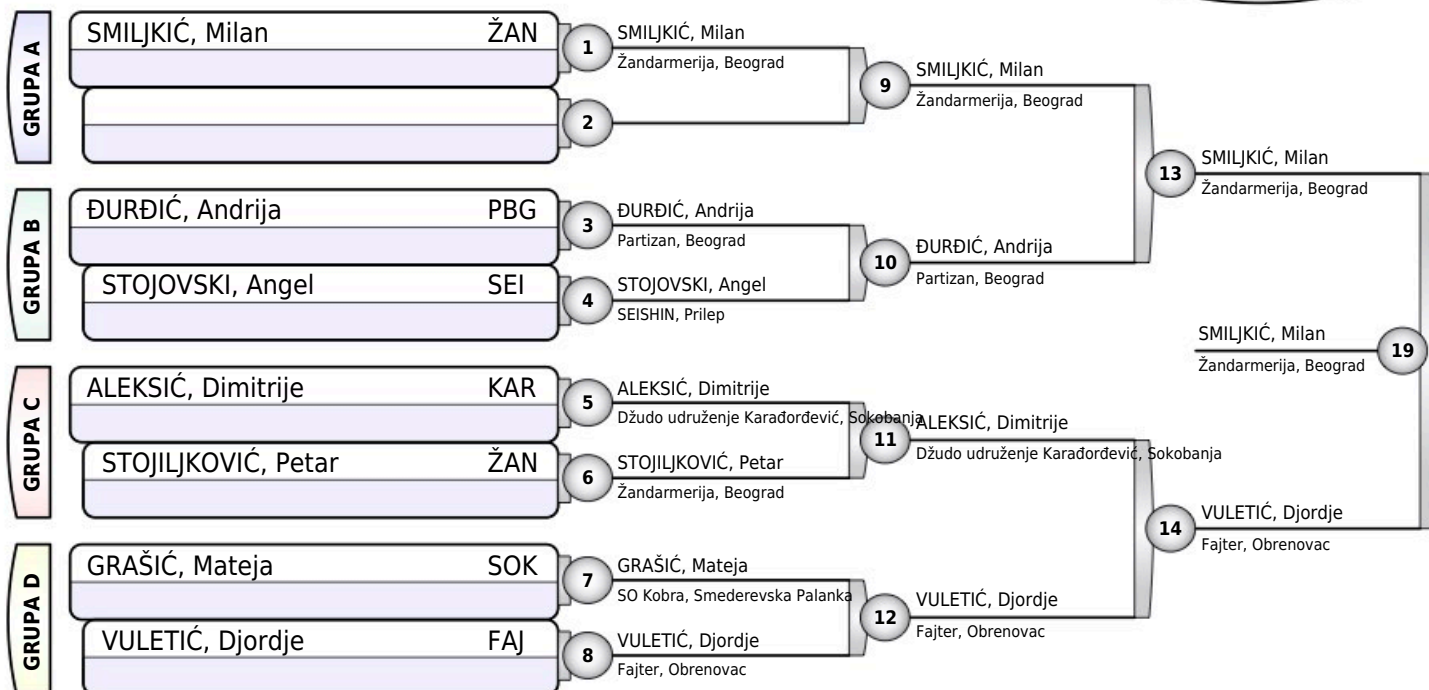 GRUPA A
SMILJKIĆ, Milan ŽAN
1
SMILJKIĆ, Milan
Žandarmerija, Beograd
2
9
SMILJKIĆ, Milan
Žandarmerija, Beograd
GRUPA B
ĐURĐIĆ, Andrija PBG
STOJOVSKI, Angel SEI
3
ĐURĐIĆ, Andrija
Partizan, Beograd
4
STOJOVSKI, Angel
SEISHIN, Prilep
10
ĐURĐIĆ, Andrija
Partizan, Beograd
13
SMILJKIĆ, Milan
Žandarmerija, Beograd
GRUPA C
ALEKSIĆ, Dimitrije KAR
STOJILJKOVIĆ, Petar ŽAN
5
ALEKSIĆ, Dimitrije
Džudo udruženje Karađorđević, Sokobanja
6
STOJILJKOVIĆ, Petar
Žandarmerija, Beograd
11
ALEKSIĆ, Dimitrije
Džudo udruženje Karađorđević, Sokobanja
GRUPA D
GRAŠIĆ, Mateja SOK
VULETIĆ, Djordje FAJ
7
GRAŠIĆ, Mateja
SO Kobra, Smederevska Palanka
8
VULETIĆ, Djordje
Fajter, Obrenovac
12
VULETIĆ, Djordje
Fajter, Obrenovac
14
VULETIĆ, Djordje
Fajter, Obrenovac
SMILJKIĆ, Milan
Žandarmerija, Beograd
19